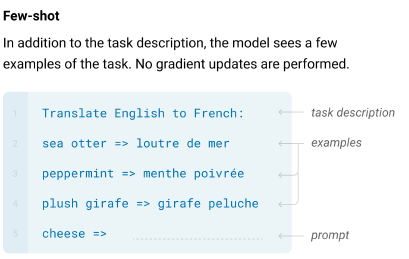 Few-shot
In addition to the task description, the model sees a few
examples of the task. No gradient updates are performed.
1 Translate English to French: task description
2 sea otter => loutre de mer examples
3 peppermint => menthe poivrée
4 plush girafe => girafe peluche
5 cheese => prompt